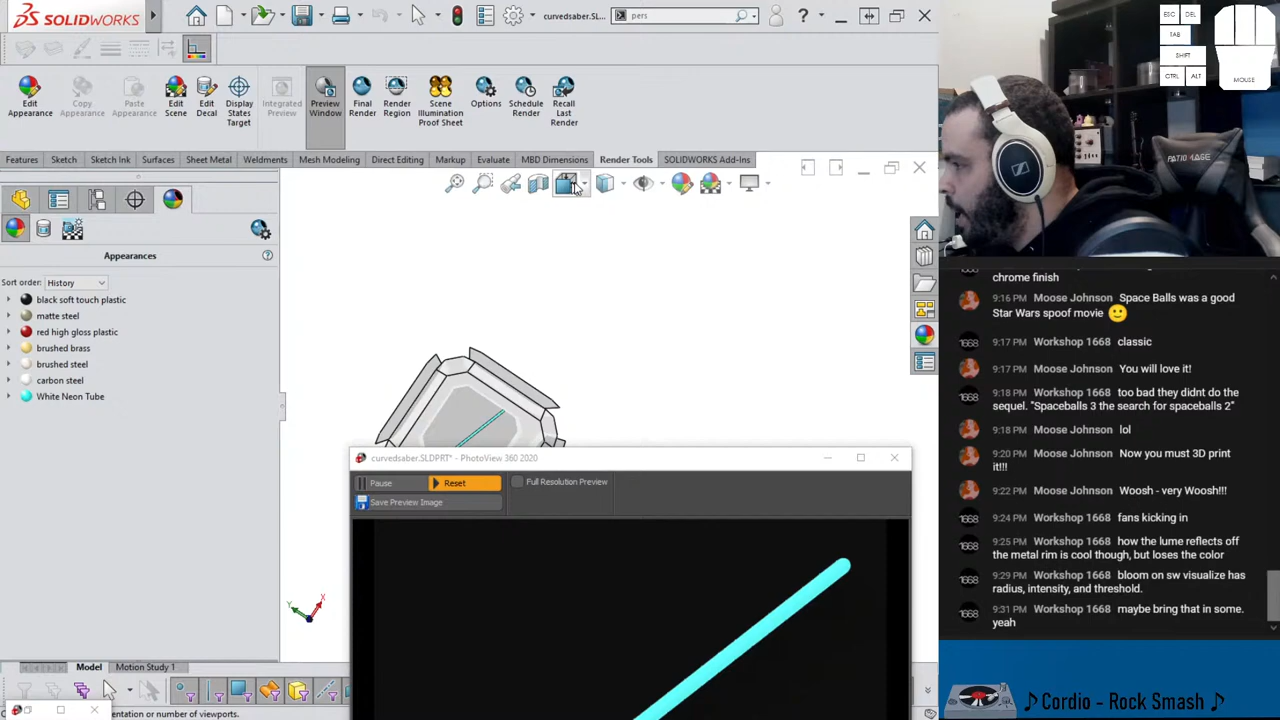 SOLIDWORKS
curvedsaber.SL...
pers
Edit Appearance
Copy Appearance
Paste Appearance
Edit Scene
Edit Decal
Display States Target
Integrated Preview
Preview Window
Final Render
Render Region
Scene Illumination Proof Sheet
Options
Schedule Render
Recall Last Render
Features
Sketch
Sketch Ink
Surfaces
Sheet Metal
Weldments
Mesh Modeling
Direct Editing
Markup
Evaluate
MBD Dimensions
Render Tools
SOLIDWORKS Add-Ins
Appearances
Sort order: History
black soft touch plastic
matte steel
red high gloss plastic
brushed brass
brushed steel
carbon steel
White Neon Tube
curvedsaber.SLDPRT* - PhotoView 360 2020
Pause
Reset
Full Resolution Preview
Save Preview Image
Y
X
Model
Motion Study 1
entation or number of viewports.
ESC
DEL
TAB
SHIFT
CTRL
ALT
MOUSE
chrome finish
9:16 PM Moose Johnson Space Balls was a good
Star Wars spoof movie 🙂
9:17 PM Workshop 1668 classic
9:17 PM Moose Johnson You will love it!
9:18 PM Workshop 1668 too bad they didnt do the
sequel. "Spaceballs 3 the search for spaceballs 2"
9:18 PM Moose Johnson lol
9:20 PM Moose Johnson Now you must 3D print
it!!!
9:22 PM Moose Johnson Woosh - very Woosh!!!
9:24 PM Workshop 1668 fans kicking in
9:25 PM Workshop 1668 how the lume reflects off
the metal rim is cool though, but loses the color
9:29 PM Workshop 1668 bloom on sw visualize has
radius, intensity, and threshold.
9:31 PM Workshop 1668 maybe bring that in some.
yeah
♪ Cordio - Rock Smash ♪